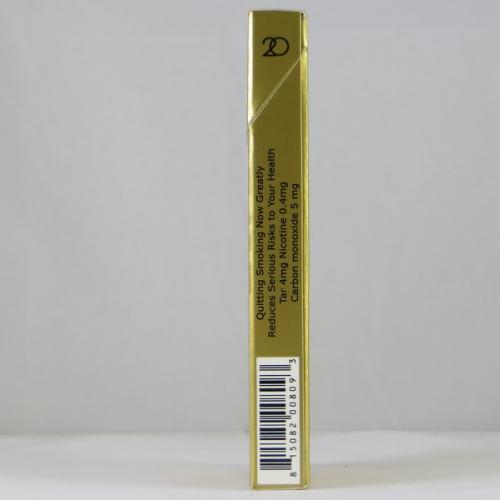 20
Quitting Smoking Now Greatly
Reduces Serious Risks to Your Health
Tar 4mg Nicotine 0.4mg
Carbon monoxide 5 mg
8 15082 00809 3